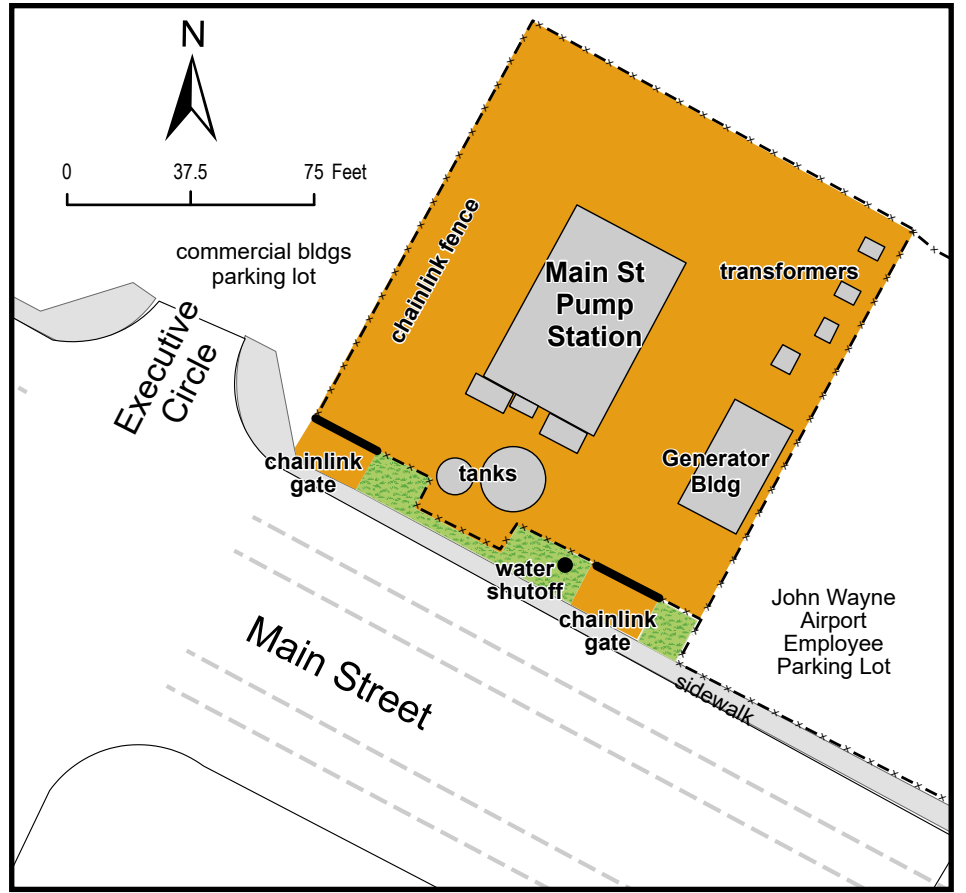 N
0 37.5 75 Feet
commercial bldgs
parking lot
chainlink fence
Main St
Pump
Station
transformers
Executive
Circle
chainlink
gate
tanks
Generator
Bldg
water
shutoff
chainlink
gate
John Wayne
Airport
Employee
Parking Lot
Main Street
sidewalk